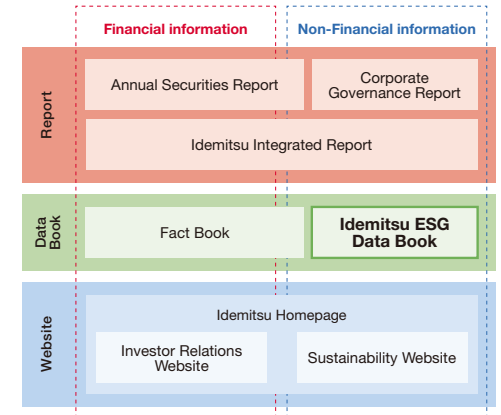 Financial information
Non-Financial information
Report
Annual Securities Report
Corporate
Governance Report
Idemitsu Integrated Report
Data
Book
Fact Book
Idemitsu ESG
Data Book
Website
Idemitsu Homepage
Investor Relations
Website
Sustainability Website